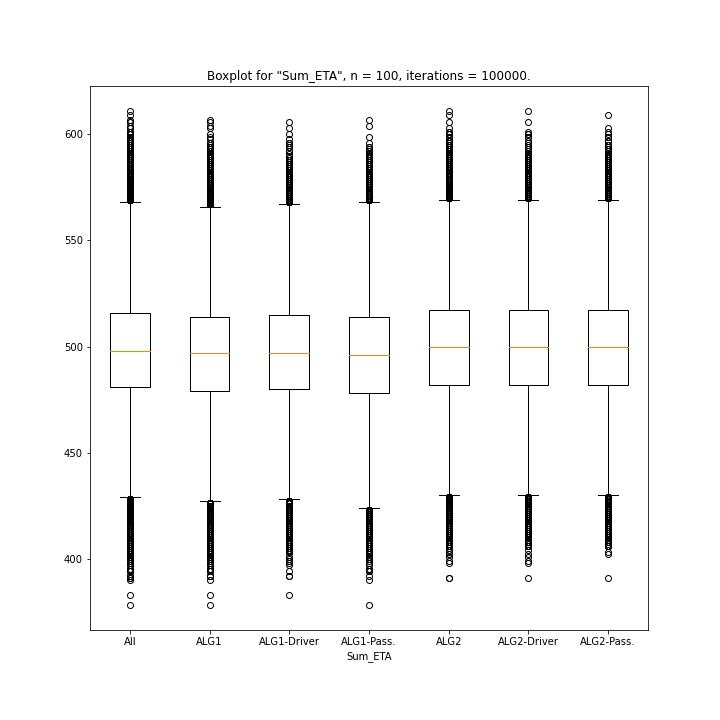 Boxplot for "Sum_ETA", n = 100, iterations = 100000.
600
550
500
450
400
All ALG1 ALG1-Driver ALG1-Pass. ALG2 ALG2-Driver ALG2-Pass.
Sum_ETA